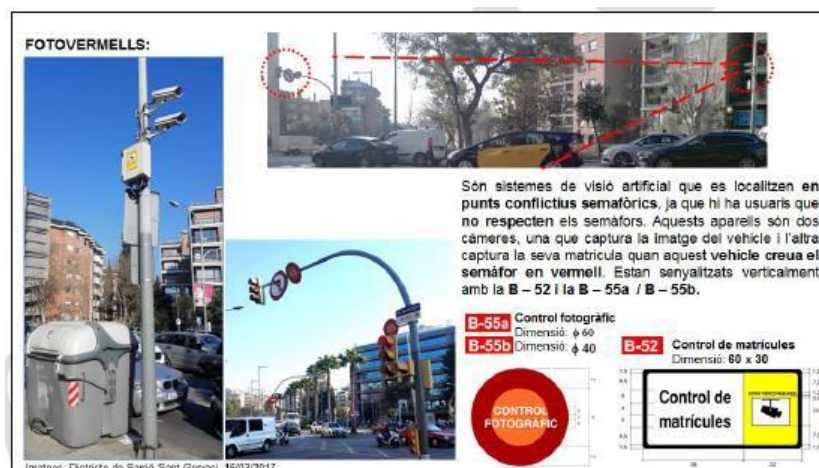 FOTOVERMELLS:
Són sistemes de visió artificial que es localitzen en
punts conflictius semafòrics, ja que hi ha usuaris que
no respecten els semàfors. Aquests aparells són dos
càmeres, una que captura la imatge del vehicle i l'altra
captura la seva matricula quan aquest vehicle creua el
semàfor en vermell. Estan senyalitzats verticalment
amb la B – 52 i la B – 55a / B – 55b.
B-55a Control fotogràfic
Dimensió: ϕ 60
B-55b Dimensió: ϕ 40
B-52 Control de matrícules
Dimensió: 60 x 30
CONTROL
FOTOGRÀFIC
Control de
matrícules
Imatges: Districte de Sarrià Sant Gervasi, 16/03/2017